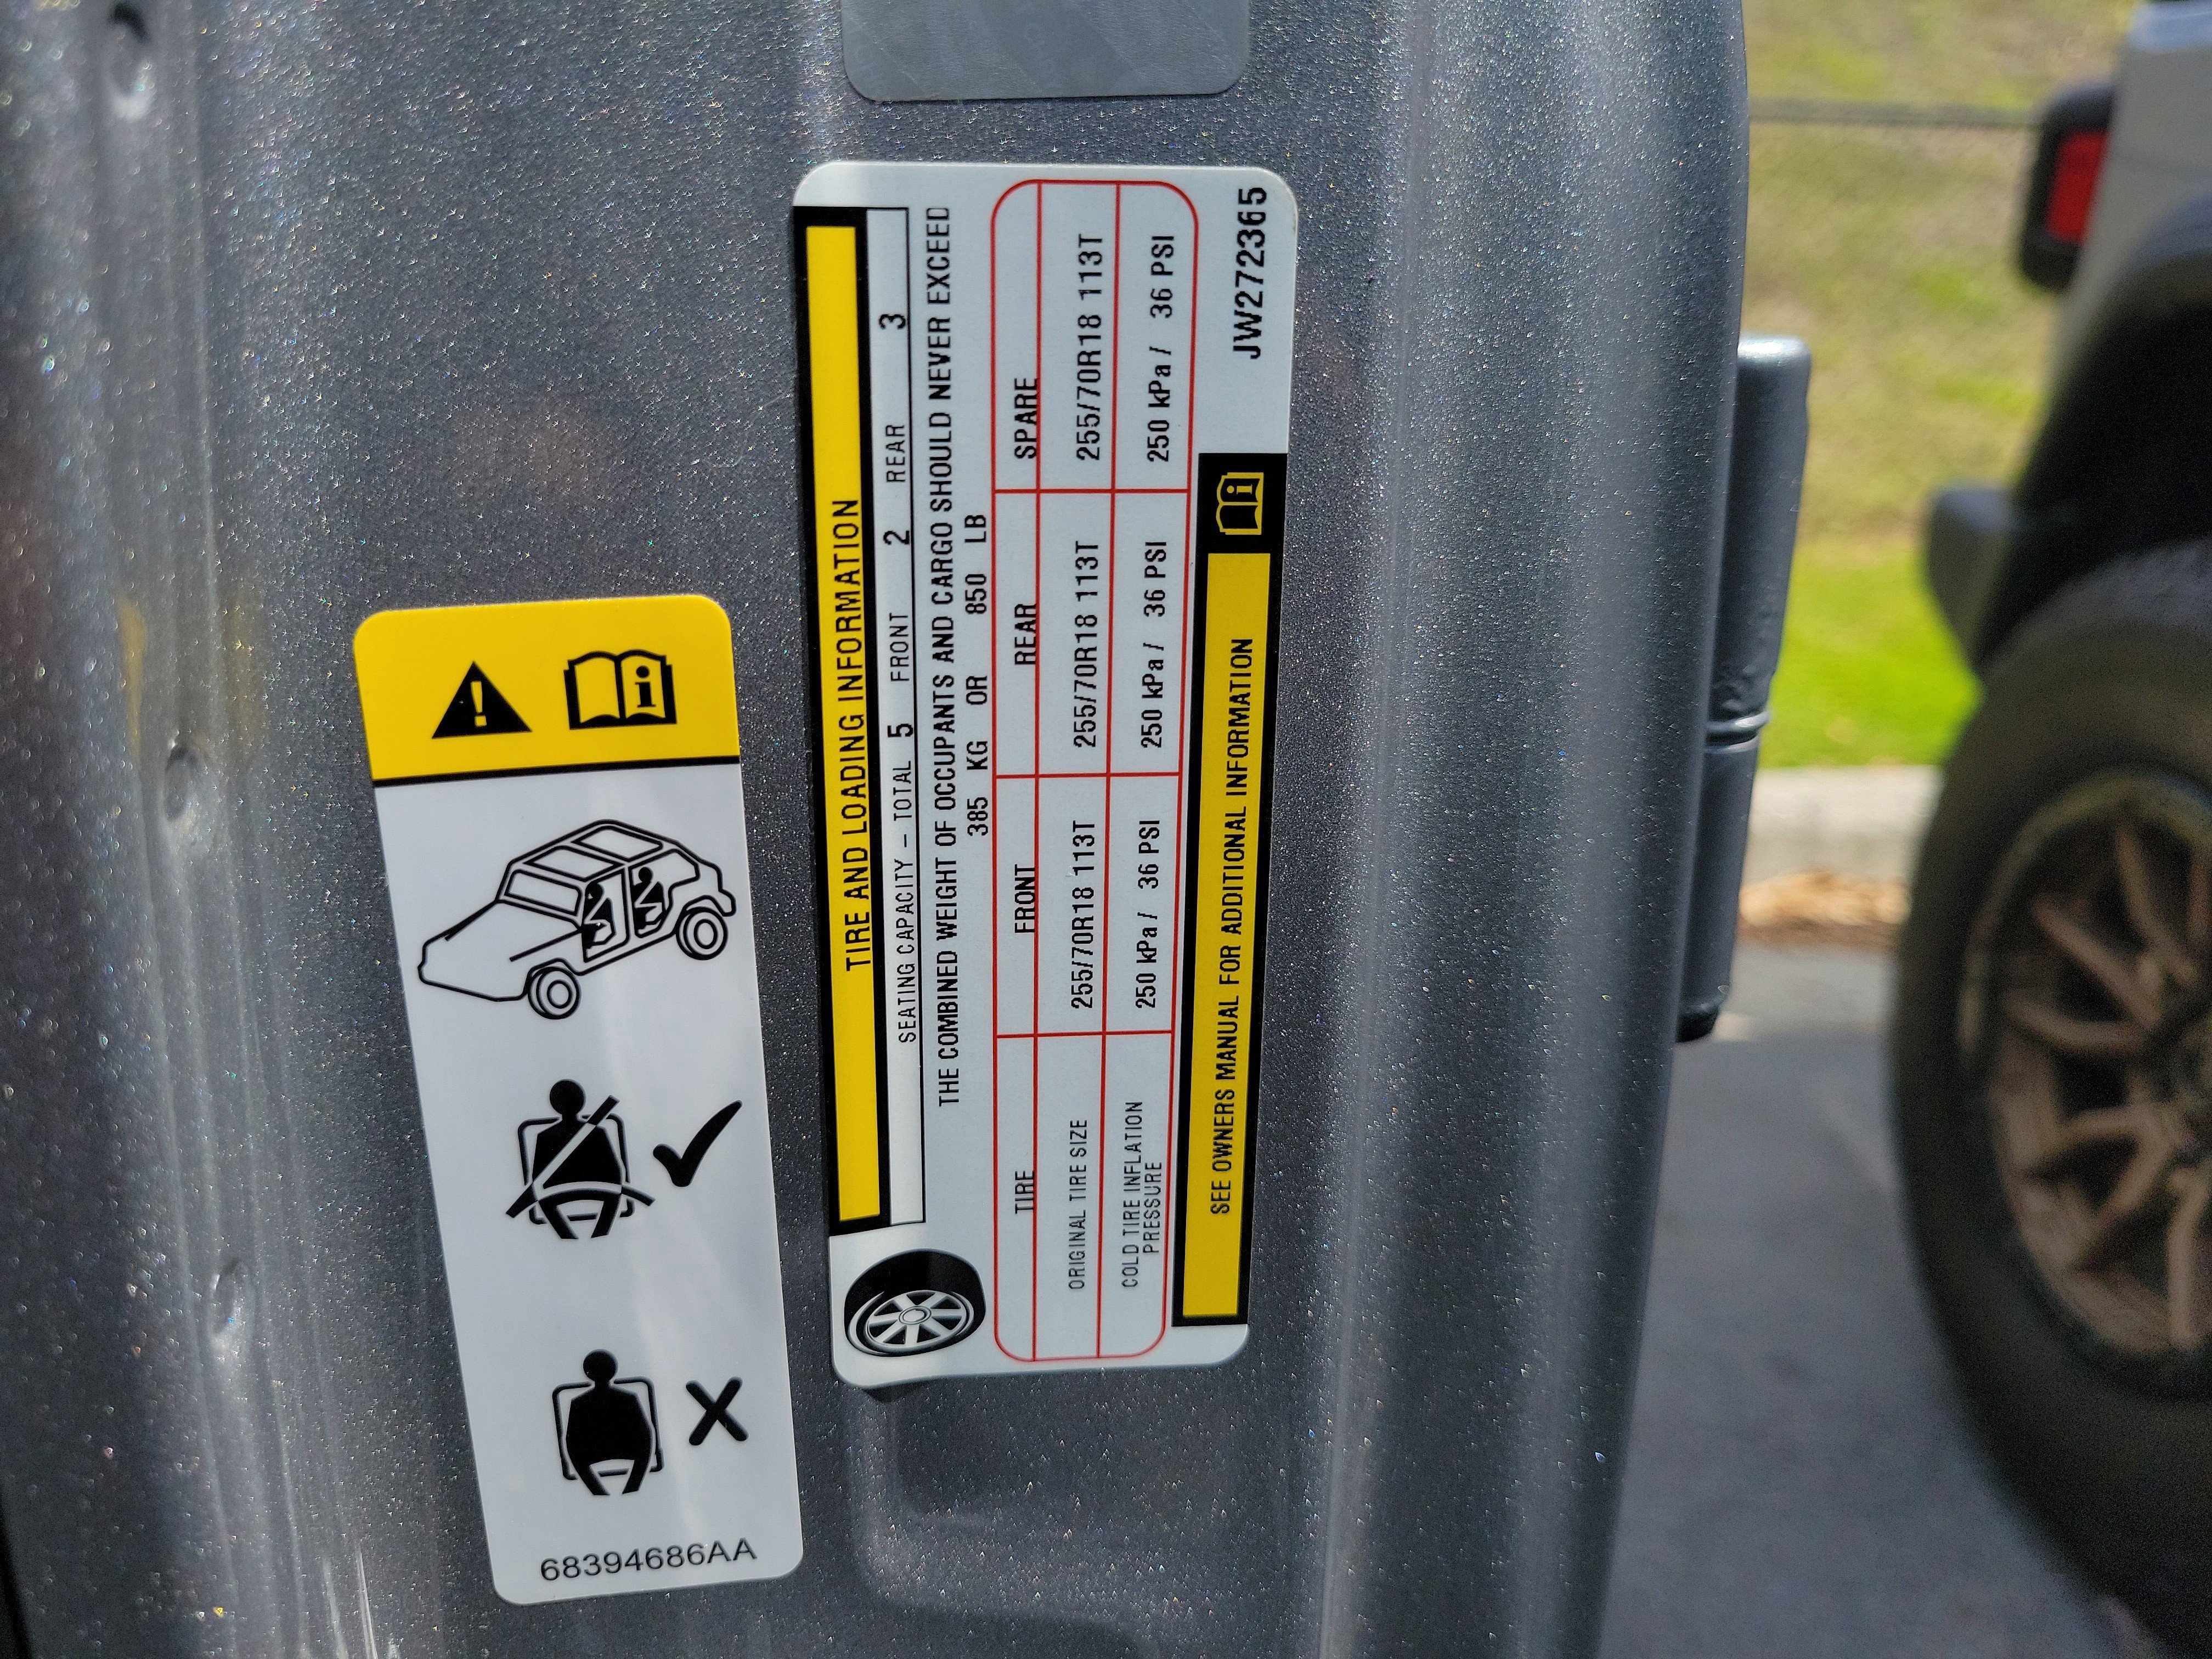 TIRE AND LOADING INFORMATION
SEATING CAPACITY - TOTAL 5 FRONT 2 REAR 3
THE COMBINED WEIGHT OF OCCUPANTS AND CARGO SHOULD NEVER EXCEED
385 KG OR 850 LB
TIRE FRONT REAR SPARE
ORIGINAL TIRE SIZE 255/70R18 113T 255/70R18 113T 255/70R18 113T
COLD TIRE INFLATION PRESSURE 250 kPa / 36 PSI 250 kPa / 36 PSI 250 kPa / 36 PSI
SEE OWNERS MANUAL FOR ADDITIONAL INFORMATION
JW272365
68394686AA